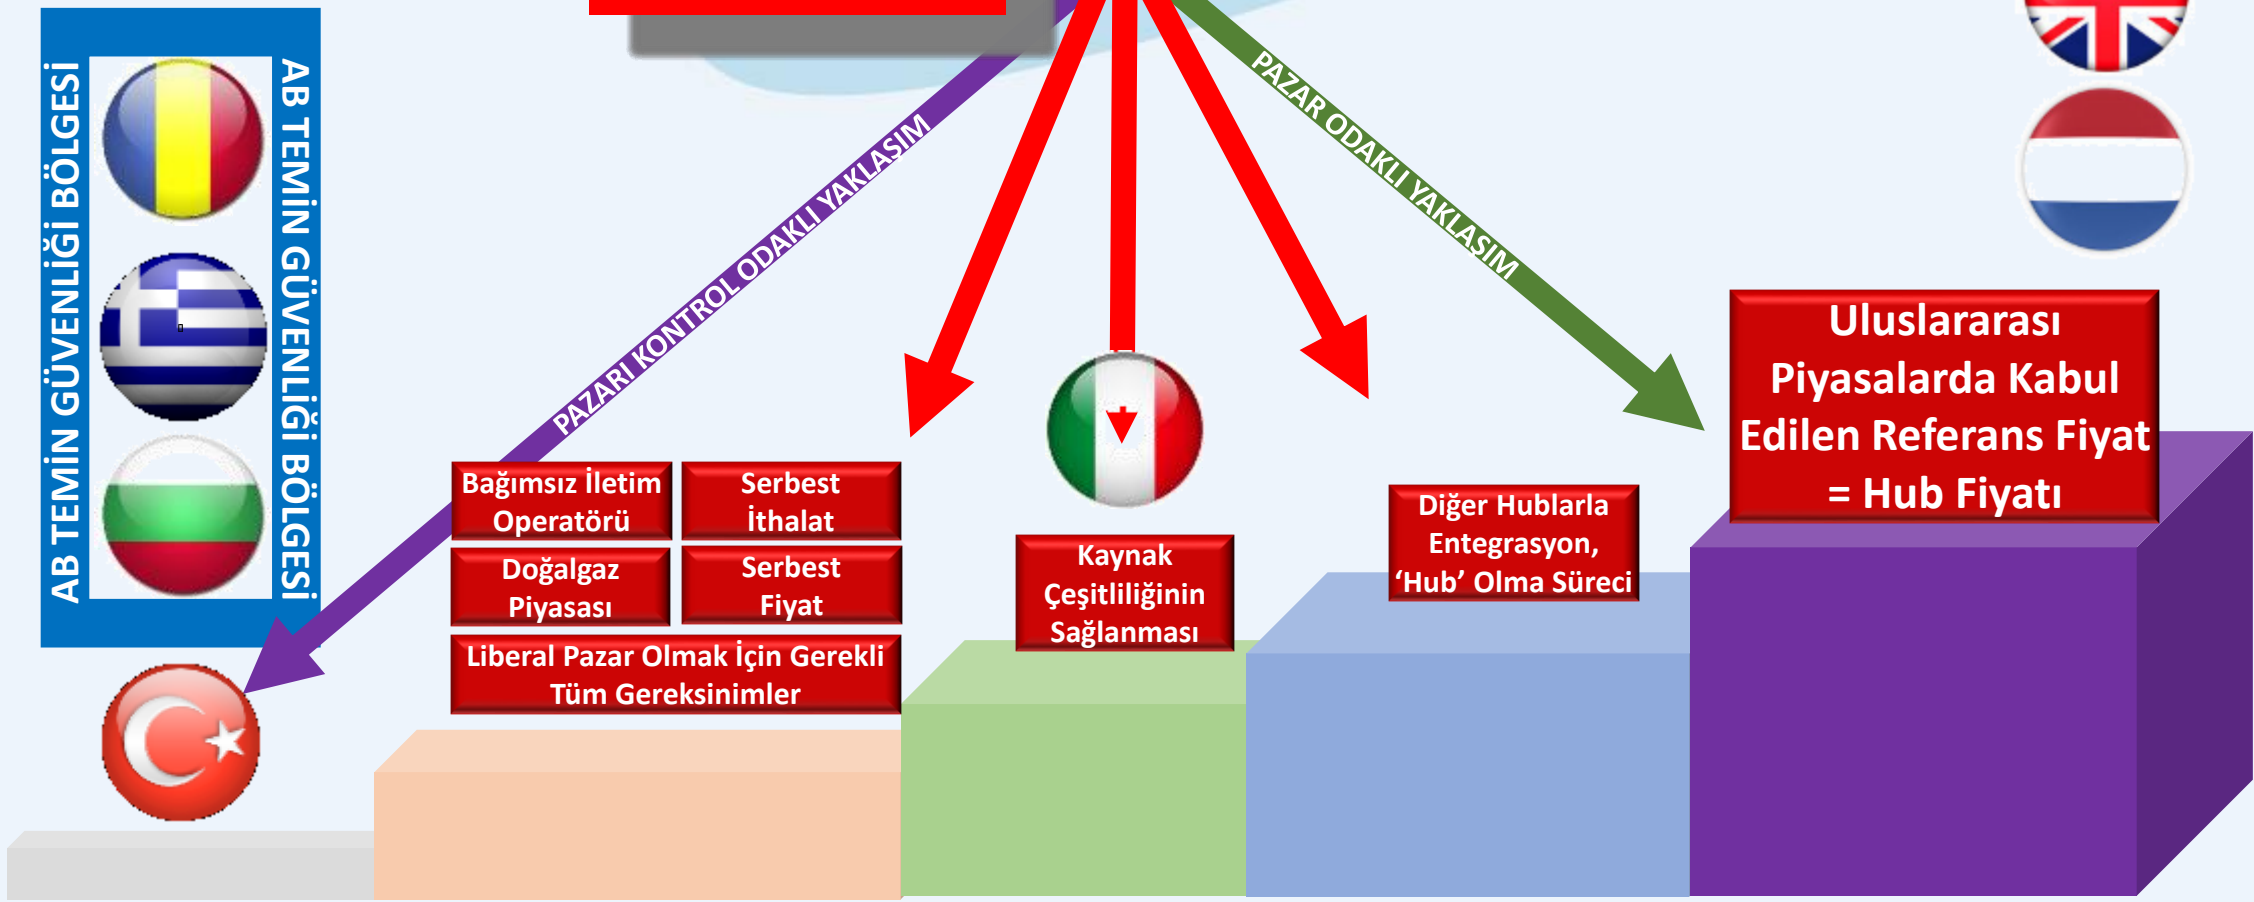 AB TEMİN GÜVENLİĞİ BÖLGESİ
AB TEMİN GÜVENLİĞİ BÖLGESİ
PAZARI KONTROL ODAKLI YAKLAŞIM
PAZAR ODAKLI YAKLAŞIM
Bağımsız İletim
Operatörü
Serbest
İthalat
Doğalgaz
Piyasası
Serbest
Fiyat
Liberal Pazar Olmak İçin Gerekli
Tüm Gereksinimler
Kaynak
Çeşitliliğinin
Sağlanması
Diğer Hublarla
Entegrasyon,
‘Hub’ Olma Süreci
Uluslararası
Piyasalarda Kabul
Edilen Referans Fiyat
= Hub Fiyatı